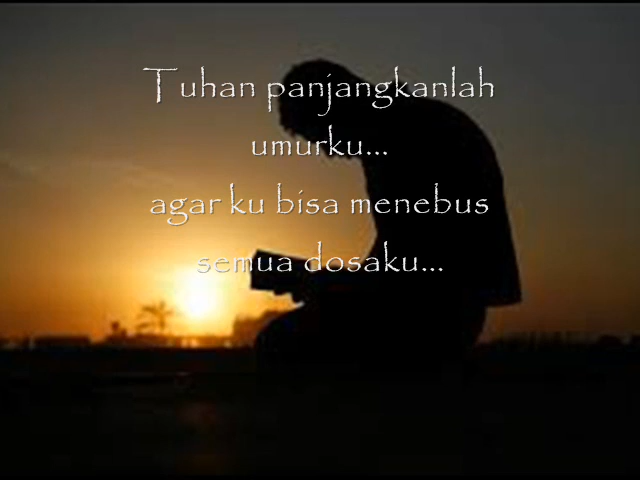 Tuhan panjangkanlah
umurku...
agar ku bisa menebus
semua dosaku...